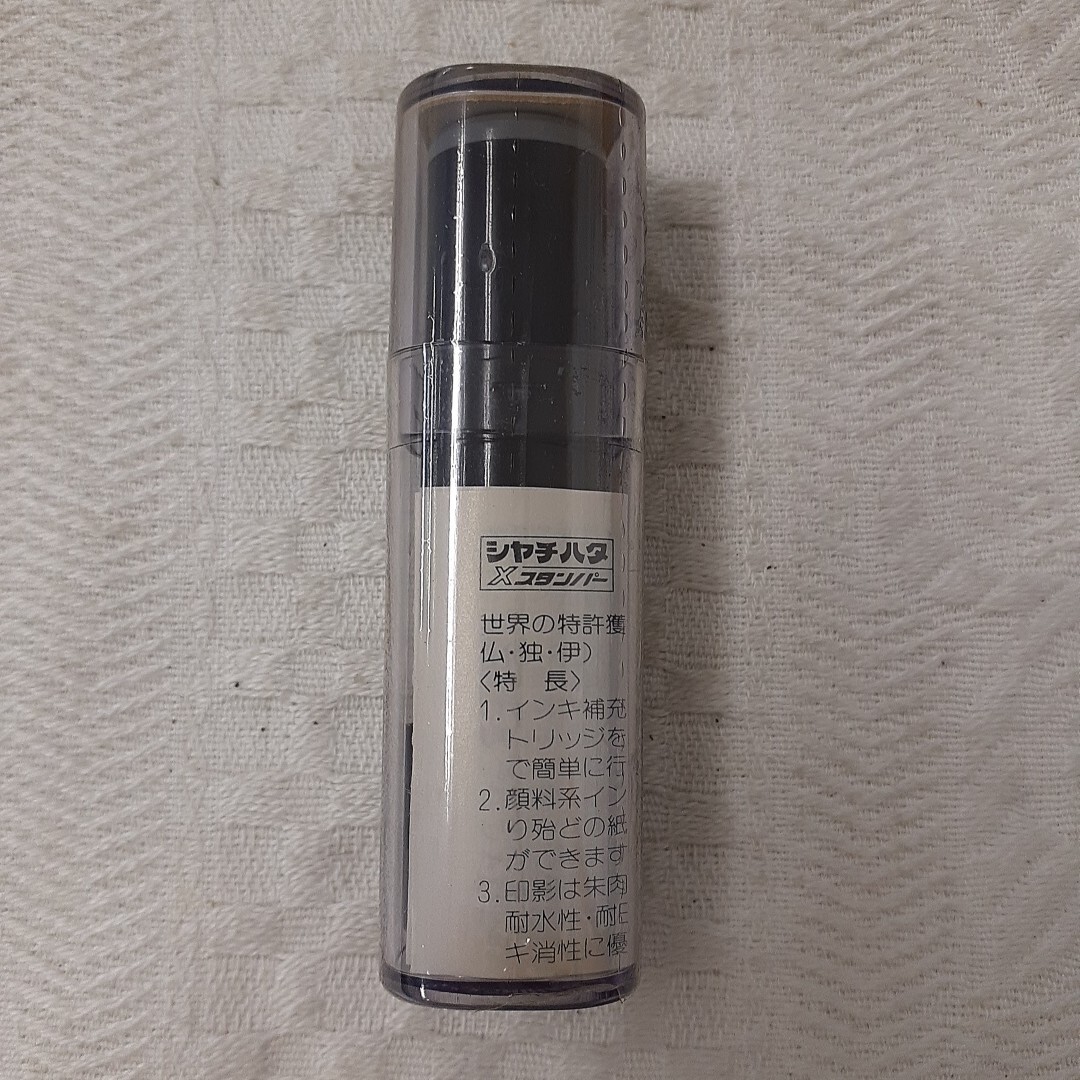 シヤチハタ
Xスタンパー
世界の特許獲
仏・独・伊）
〈特　長〉
1.インキ補充
トリッジを
で簡単に行
2.顔料系イン
り殆どの紙
ができます
3.印影は朱肉
耐水性・耐
キ消性に優